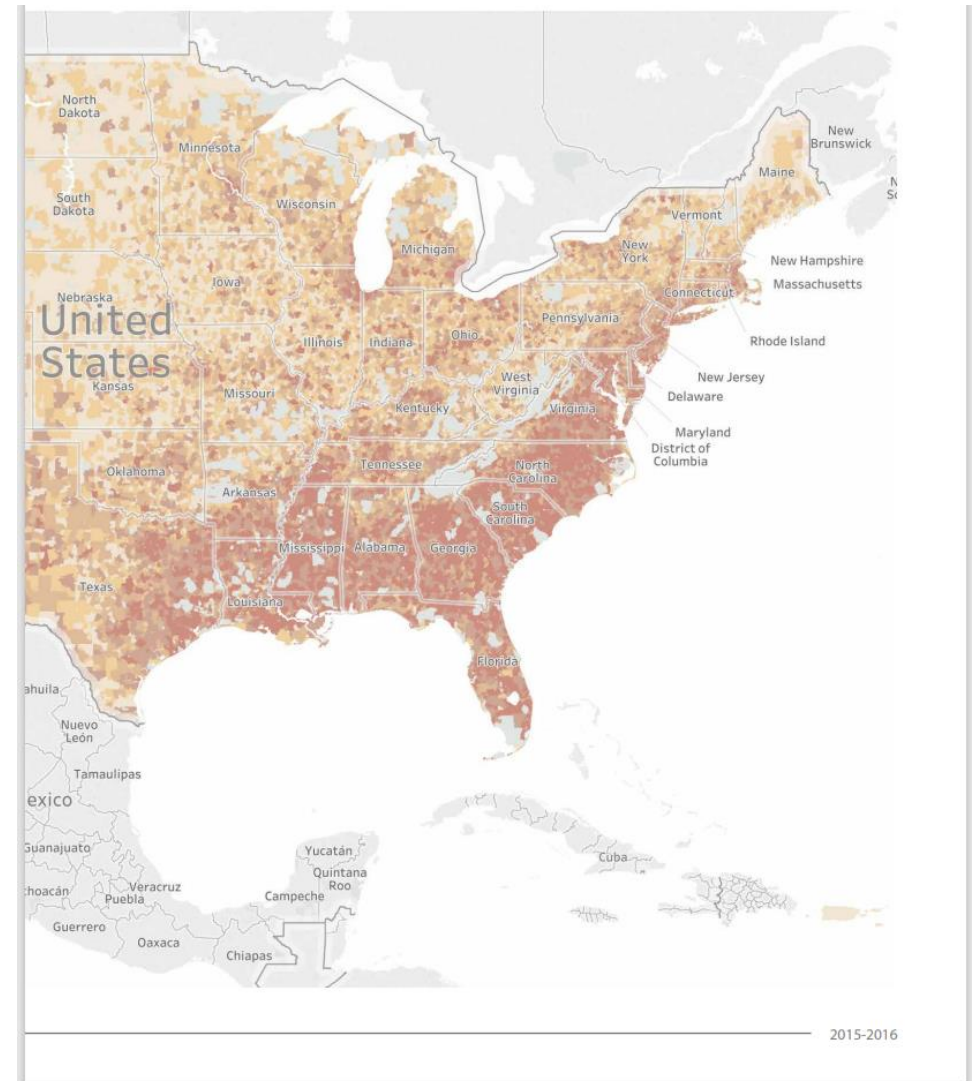 North
Dakota
Minnesota
New
Brunswick
Maine
N
Sc
South
Dakota
Wisconsin
Vermont
Michigan
New
York
New Hampshire
Massachusetts
Iowa
Connecticut
Nebraska
United
States
Pennsylvania
Illinois
Indiana
Ohio
Rhode Island
Kansas
West
Virginia
New Jersey
Missouri
Delaware
Kentucky
Virginia
Maryland
District of
Columbia
Oklahoma
Tennessee
North
Carolina
Arkansas
South
Carolina
Mississippi
Alabama
Georgia
Texas
Louisiana
Florida
ahuila
Nuevo
León
Tamaulipas
exico
Guanajuato
Yucatán
Cuba
Quintana
Roo
choacán
Veracruz
Puebla
Campeche
Guerrero
Oaxaca
Chiapas
2015-2016